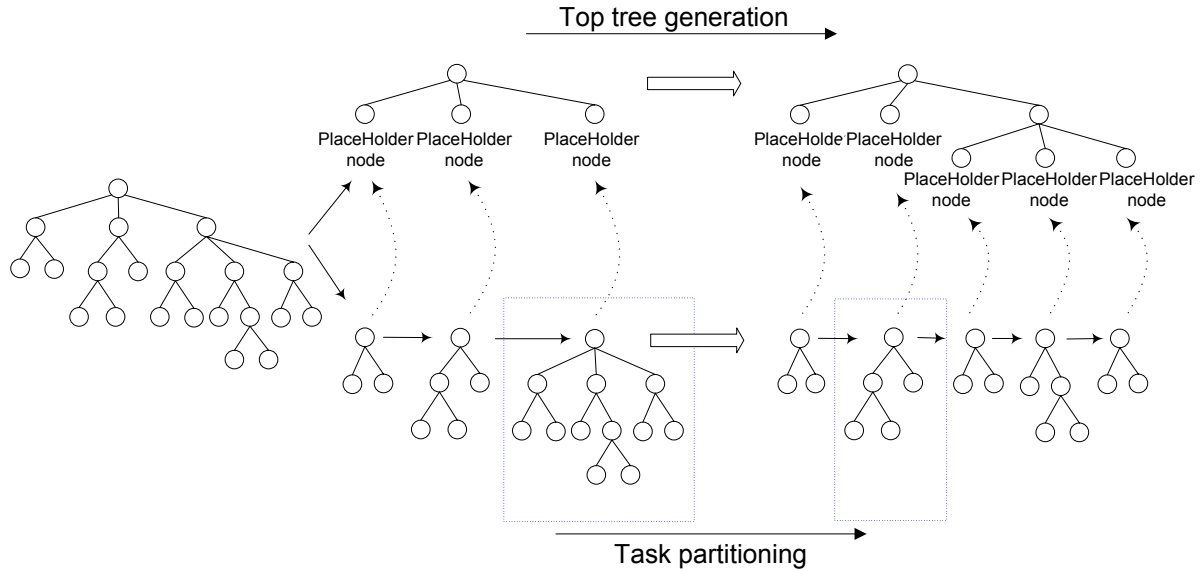 Top tree generation
PlaceHolder PlaceHolder PlaceHolder
node node node
PlaceHolder PlaceHolder
node node
PlaceHolder PlaceHolder PlaceHolder
node node node
Task partitioning